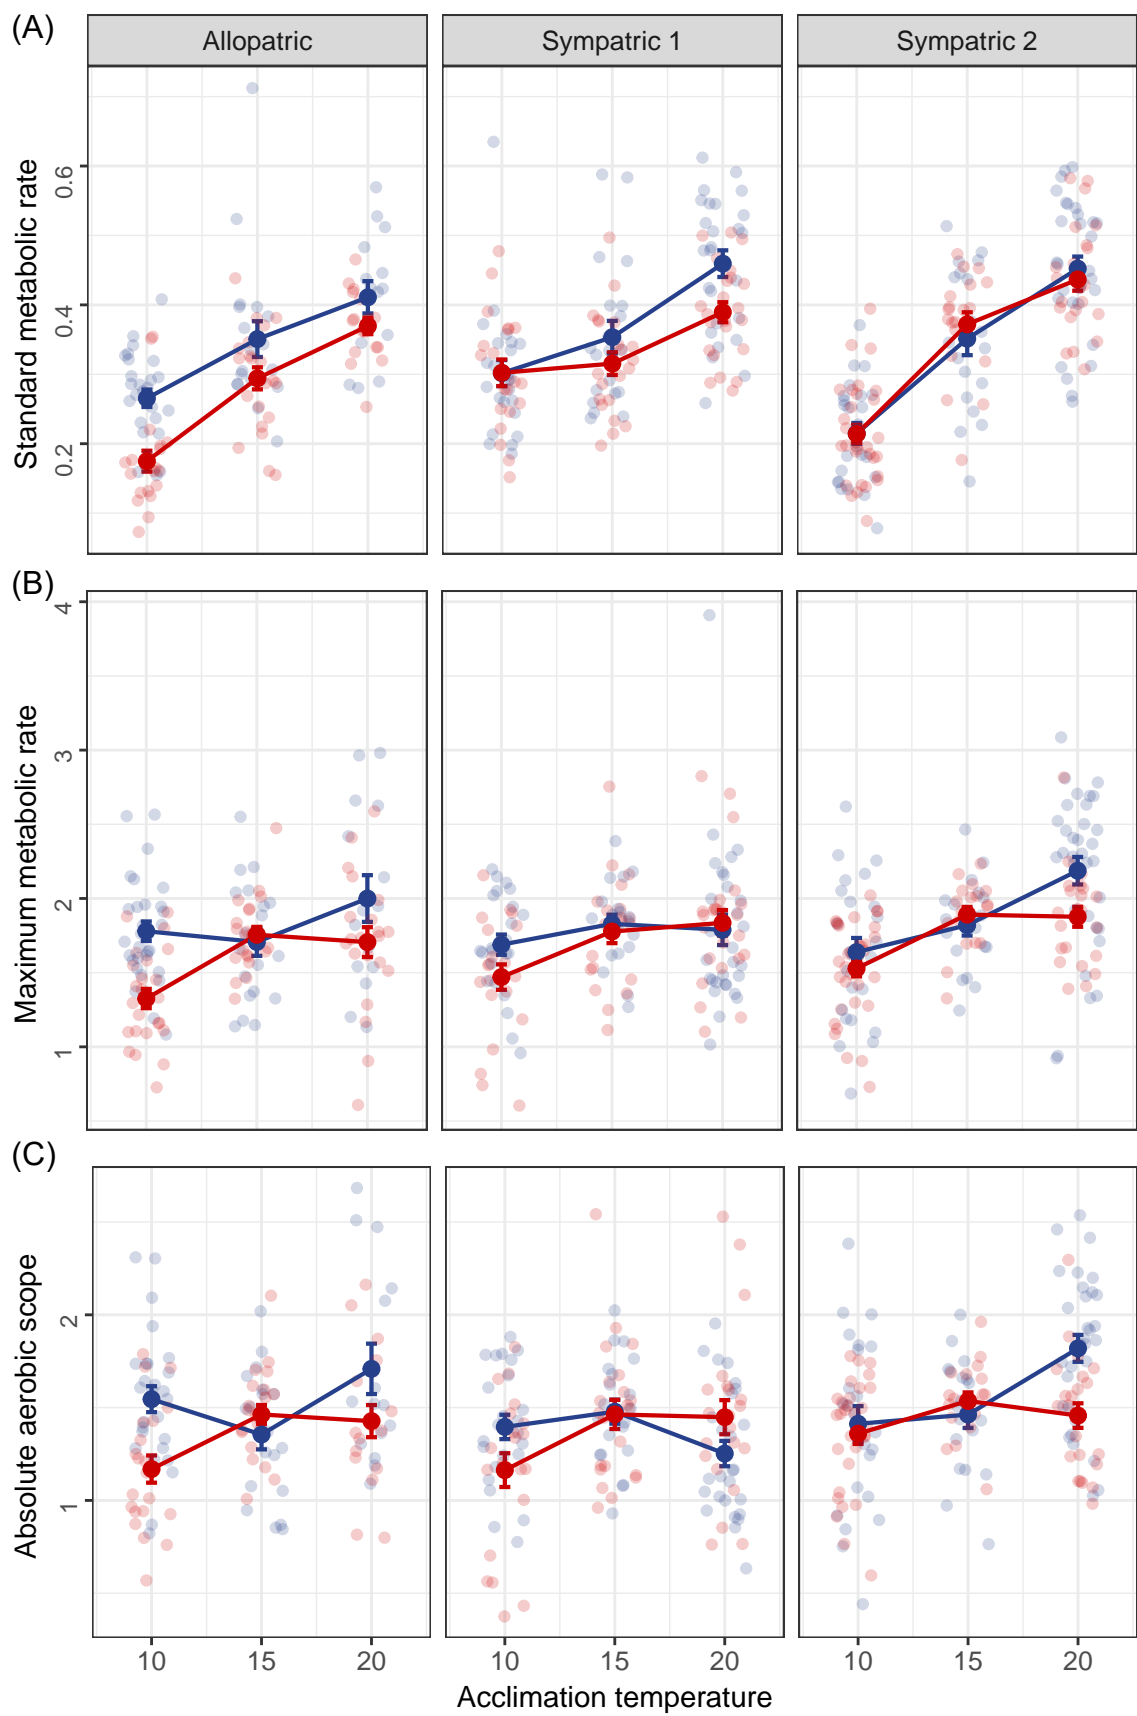 (A)
Allopatric
Sympatric 1
Sympatric 2
Standard metabolic rate
0.6
0.4
0.2
(B)
Maximum metabolic rate
4
3
2
1
(C)
Absolute aerobic scope
2
1
10 15 20 10 15 20 10 15 20
Acclimation temperature